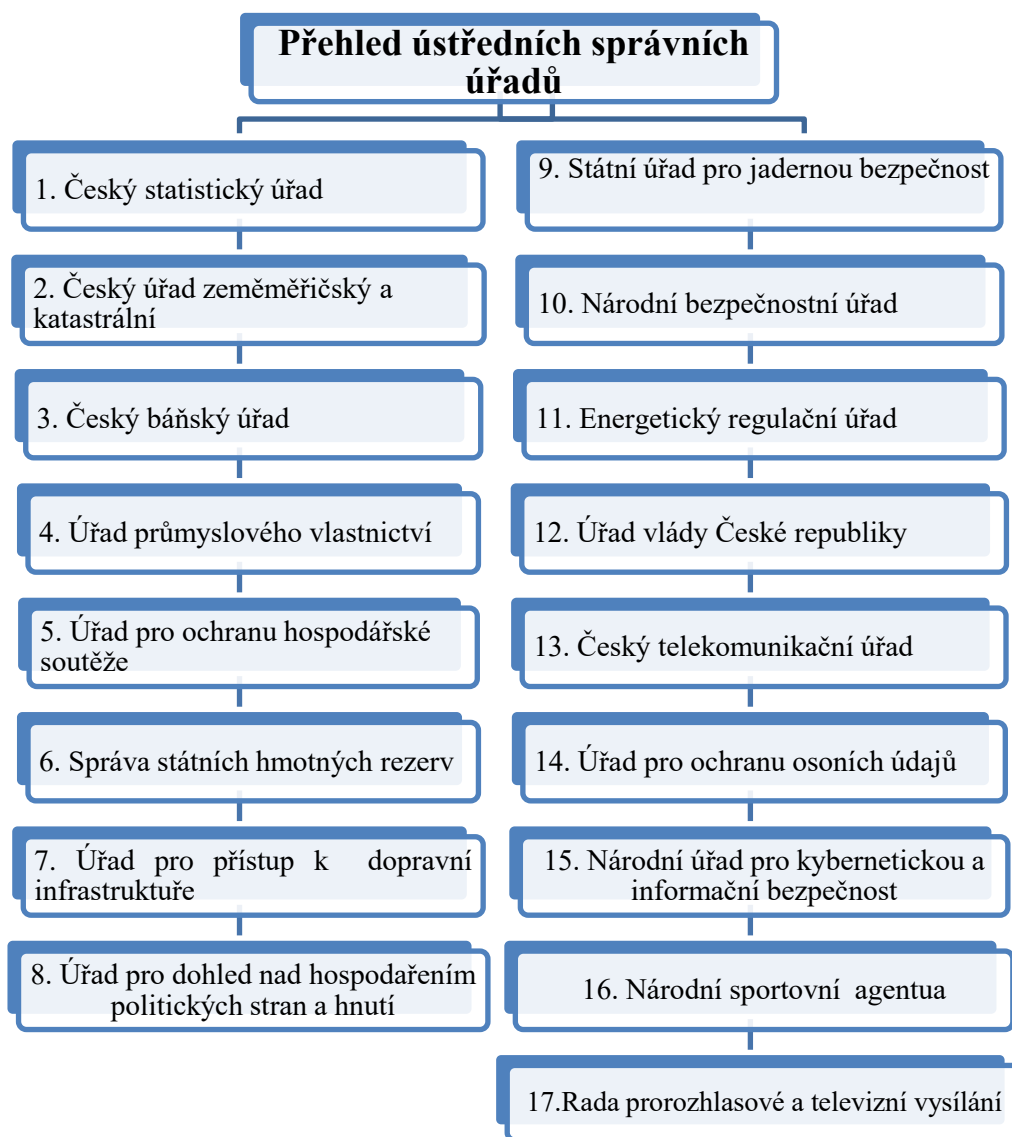 Přehled ústředních správních
úřadů
1. Český statistický úřad
2. Český úřad zeměměřičský a
katastrální
3. Český báňský úřad
4. Úřad průmyslového vlastnictví
5. Úřad pro ochranu hospodářské
soutěže
6. Správa státních hmotných rezerv
7. Úřad pro přístup k dopravní
infrastruktuře
8. Úřad pro dohled nad hospodařením
politických stran a hnutí
9. Státní úřad pro jadernou bezpečnost
10. Národní bezpečnostní úřad
11. Energetický regulační úřad
12. Úřad vlády České republiky
13. Český telekomunikační úřad
14. Úřad pro ochranu osoních údajů
15. Národní úřad pro kybernetickou a
informační bezpečnost
16. Národní sportovní agentua
17.Rada prorozhlasové a televizní vysílání